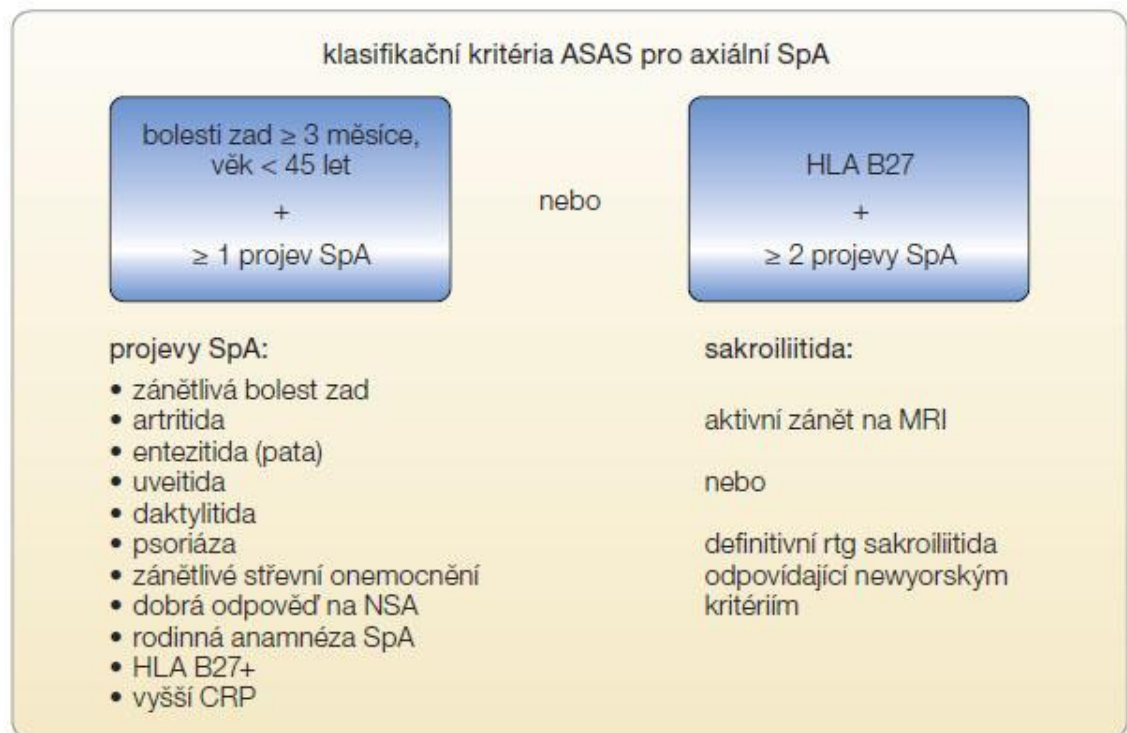 klasifikační kritéria ASAS pro axiální SpA
bolesti zad ≥ 3 měsíce,
věk < 45 let
+
≥ 1 projev SpA
nebo
HLA B27
+
≥ 2 projevy SpA
projevy SpA:
• zánětlivá bolest zad
• artritida
• entezitida (pata)
• uveitida
• daktylitida
• psoriáza
• zánětlivé střevní onemocnění
• dobrá odpověď na NSA
• rodinná anamnéza SpA
• HLA B27+
• vyšší CRP
sakroiliitida:
aktivní zánět na MRI
nebo
definitivní rtg sakroiliitida
odpovídající newyorským
kritériím